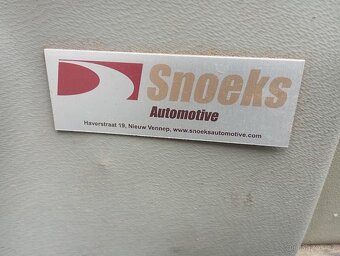 Snoeks
Automotive
Haverstraat 19, Nieuw Vennep, www.snoeksautomotive.com